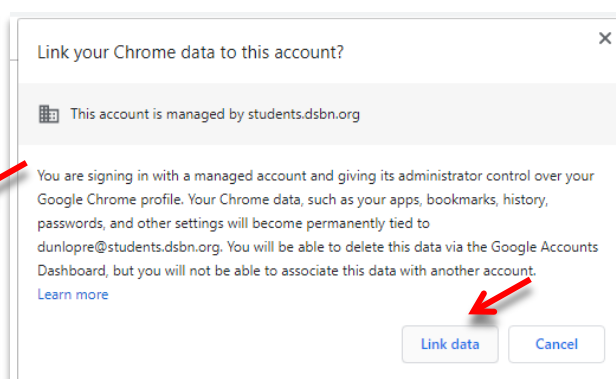 Link your Chrome data to this account?
This account is managed by students.dsbn.org
You are signing in with a managed account and giving its administrator control over your
Google Chrome profile. Your Chrome data, such as your apps, bookmarks, history,
passwords, and other settings will become permanently tied to
dunlopre@students.dsbn.org. You will be able to delete this data via the Google Accounts
Dashboard, but you will not be able to associate this data with another account.
Learn more
Link data Cancel